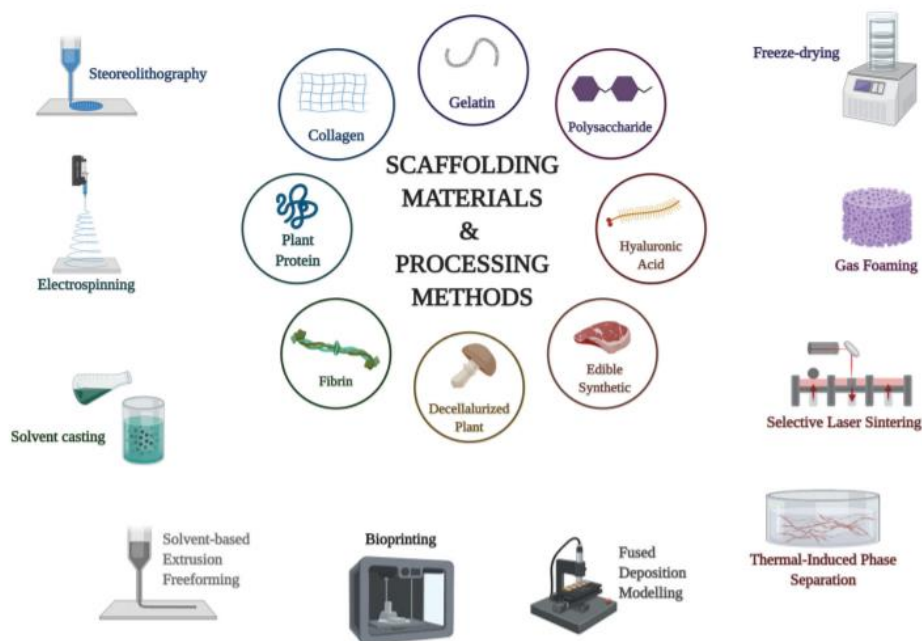 Steoreolithography
Gelatin
Freeze-drying
Collagen
Polysaccharide
SCAFFOLDING
MATERIALS
&
PROCESSING
METHODS
Plant
Protein
Hyaluronic
Acid
Electrospinning
Gas Foaming
Fibrin
Edible
Synthetic
Decellalurized
Plant
Solvent casting
Selective Laser Sintering
Solvent-based
Extrusion
Freeforming
Bioprinting
Fused
Deposition
Modelling
Thermal-Induced Phase
Separation